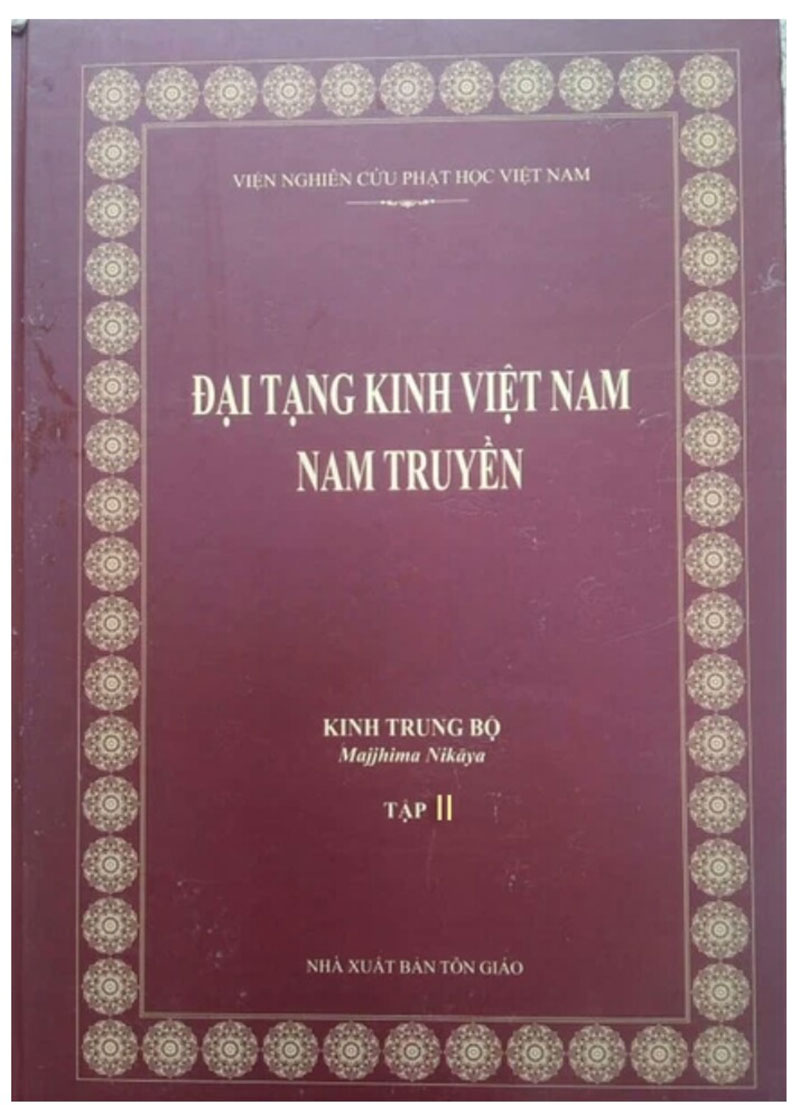 VIỆN NGHIÊN CỨU PHẬT HỌC VIỆT NAM
ĐẠI TẠNG KINH VIỆT NAM
NAM TRUYỀN
KINH TRUNG BỘ
Majjhima Nikāya
TẬP II
NHÀ XUẤT BẢN TÔN GIÁO